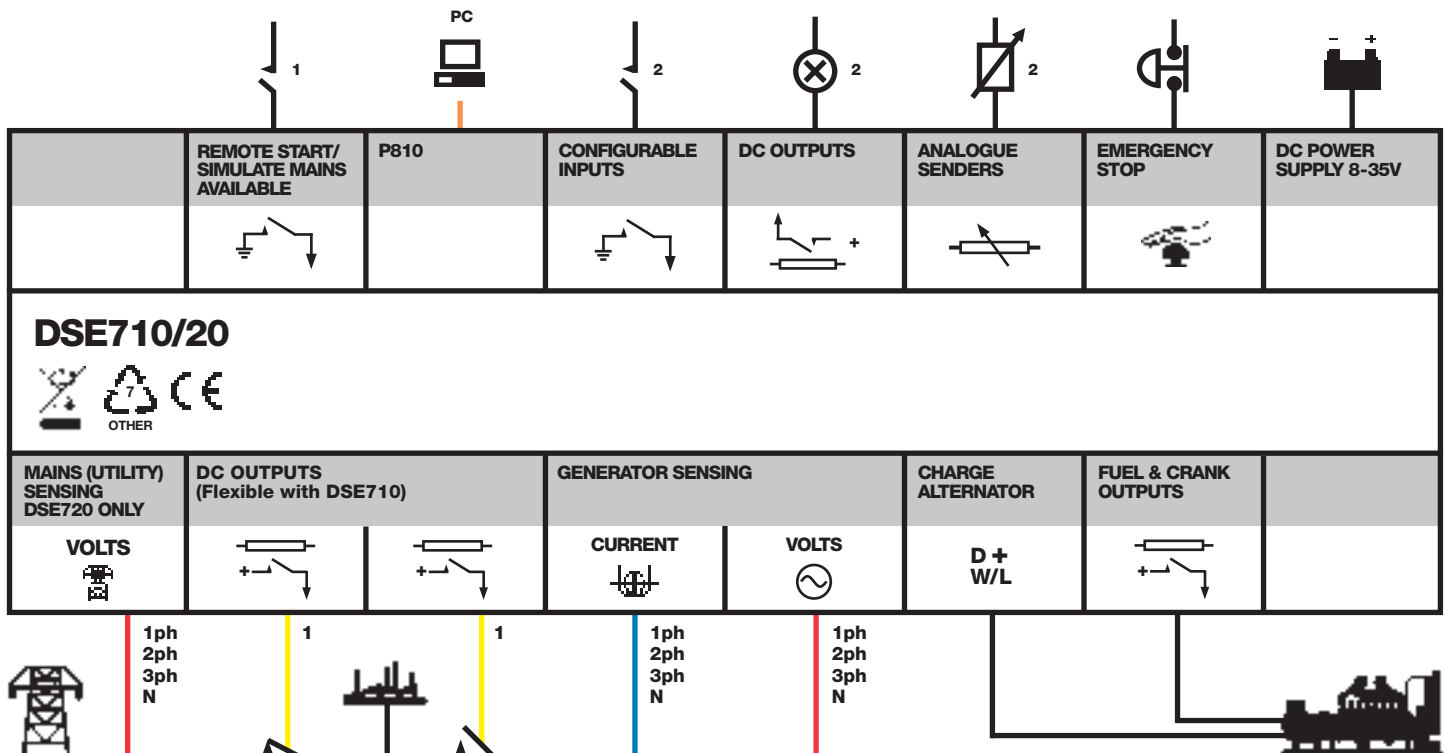 PC
1
2
2
2
- +
REMOTE START/
SIMULATE MAINS
AVAILABLE
P810
CONFIGURABLE
INPUTS
DC OUTPUTS
ANALOGUE
SENDERS
EMERGENCY
STOP
DC POWER
SUPPLY 8-35V
+
DSE710/20
7
OTHER
CE
MAINS (UTILITY)
SENSING
DSE720 ONLY
DC OUTPUTS
(Flexible with DSE710)
GENERATOR SENSING
CHARGE
ALTERNATOR
FUEL & CRANK
OUTPUTS
VOLTS
+
+
CURRENT
VOLTS
D +
W/L
+
1ph
2ph
3ph
N
1
1
1ph
2ph
3ph
N
1ph
2ph
3ph
N